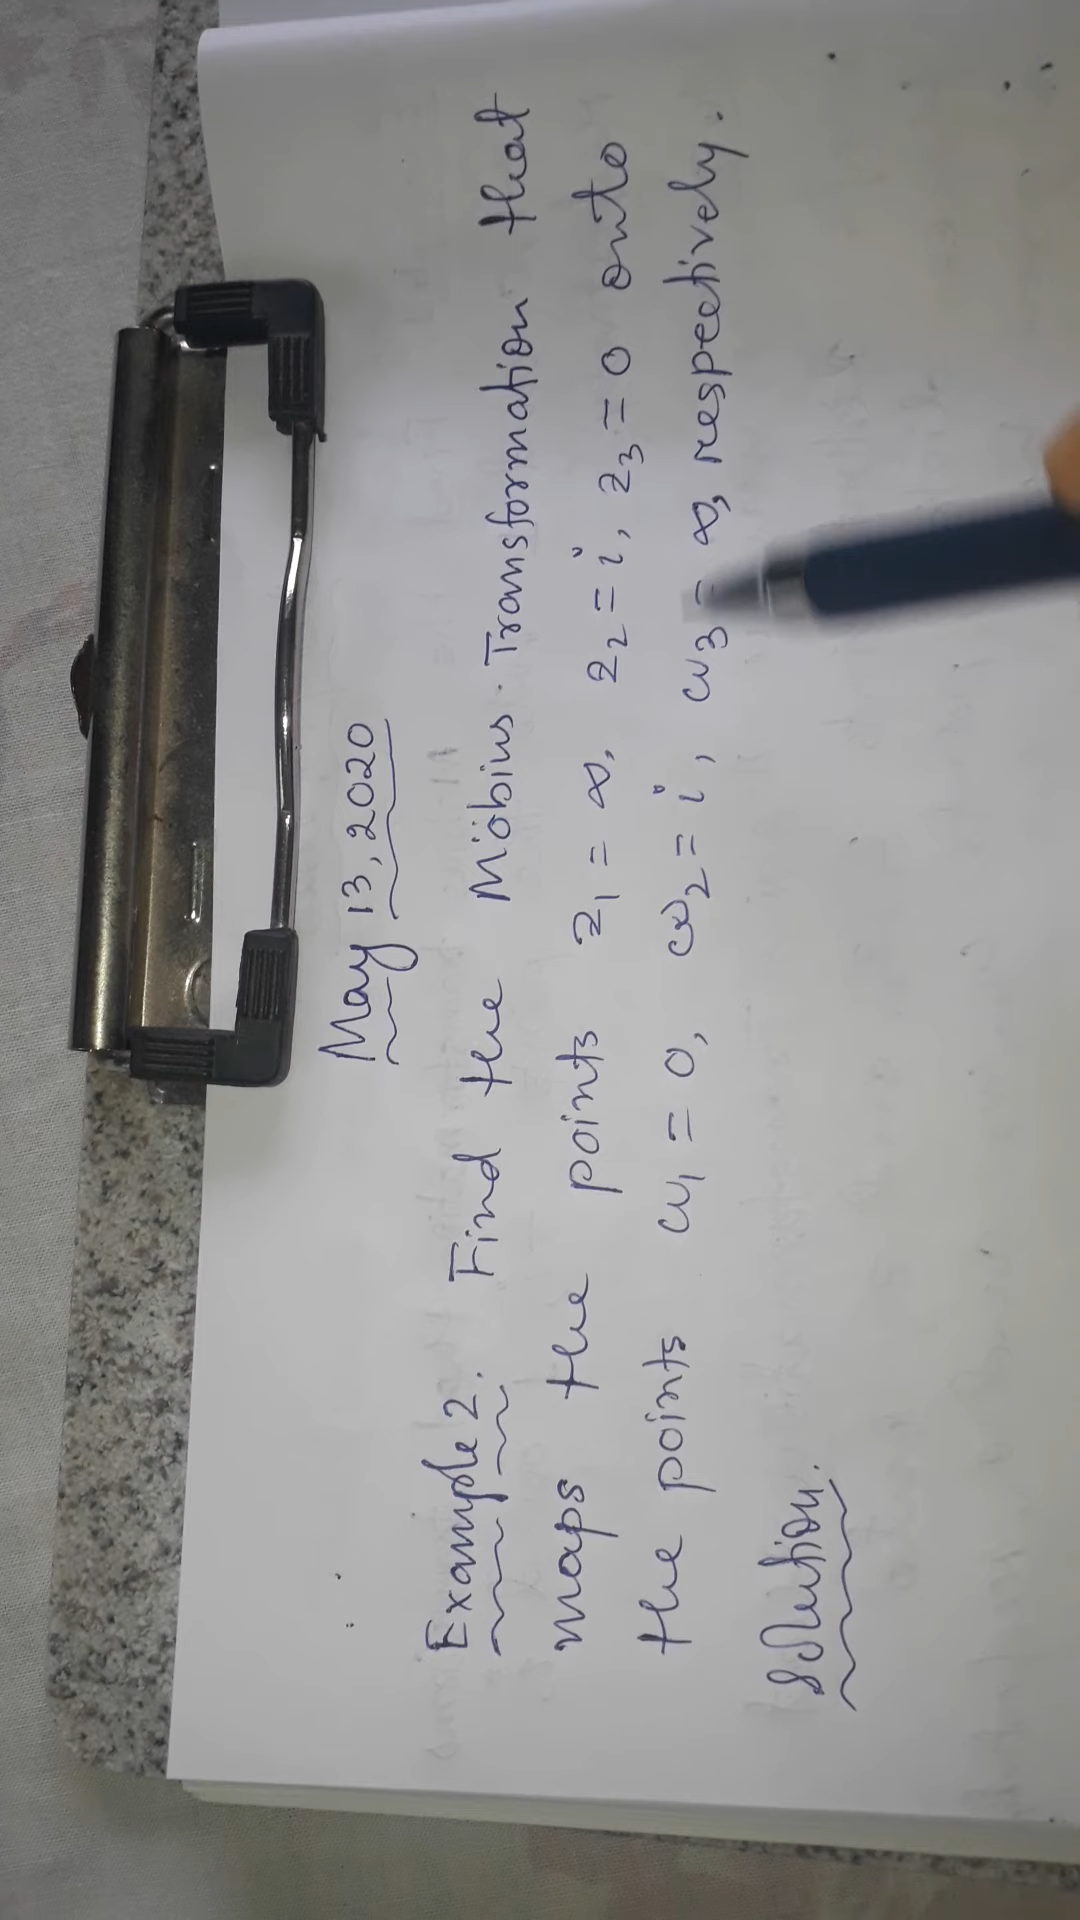 May 13, 2020
Example 2. Find the Möbius Transformation that
maps the points z₁ = ∞, z₂ = i, z₃ = 0 onto
the points w₁ = 0, w₂ = i, w₃ = ∞, respectively.
Solution.